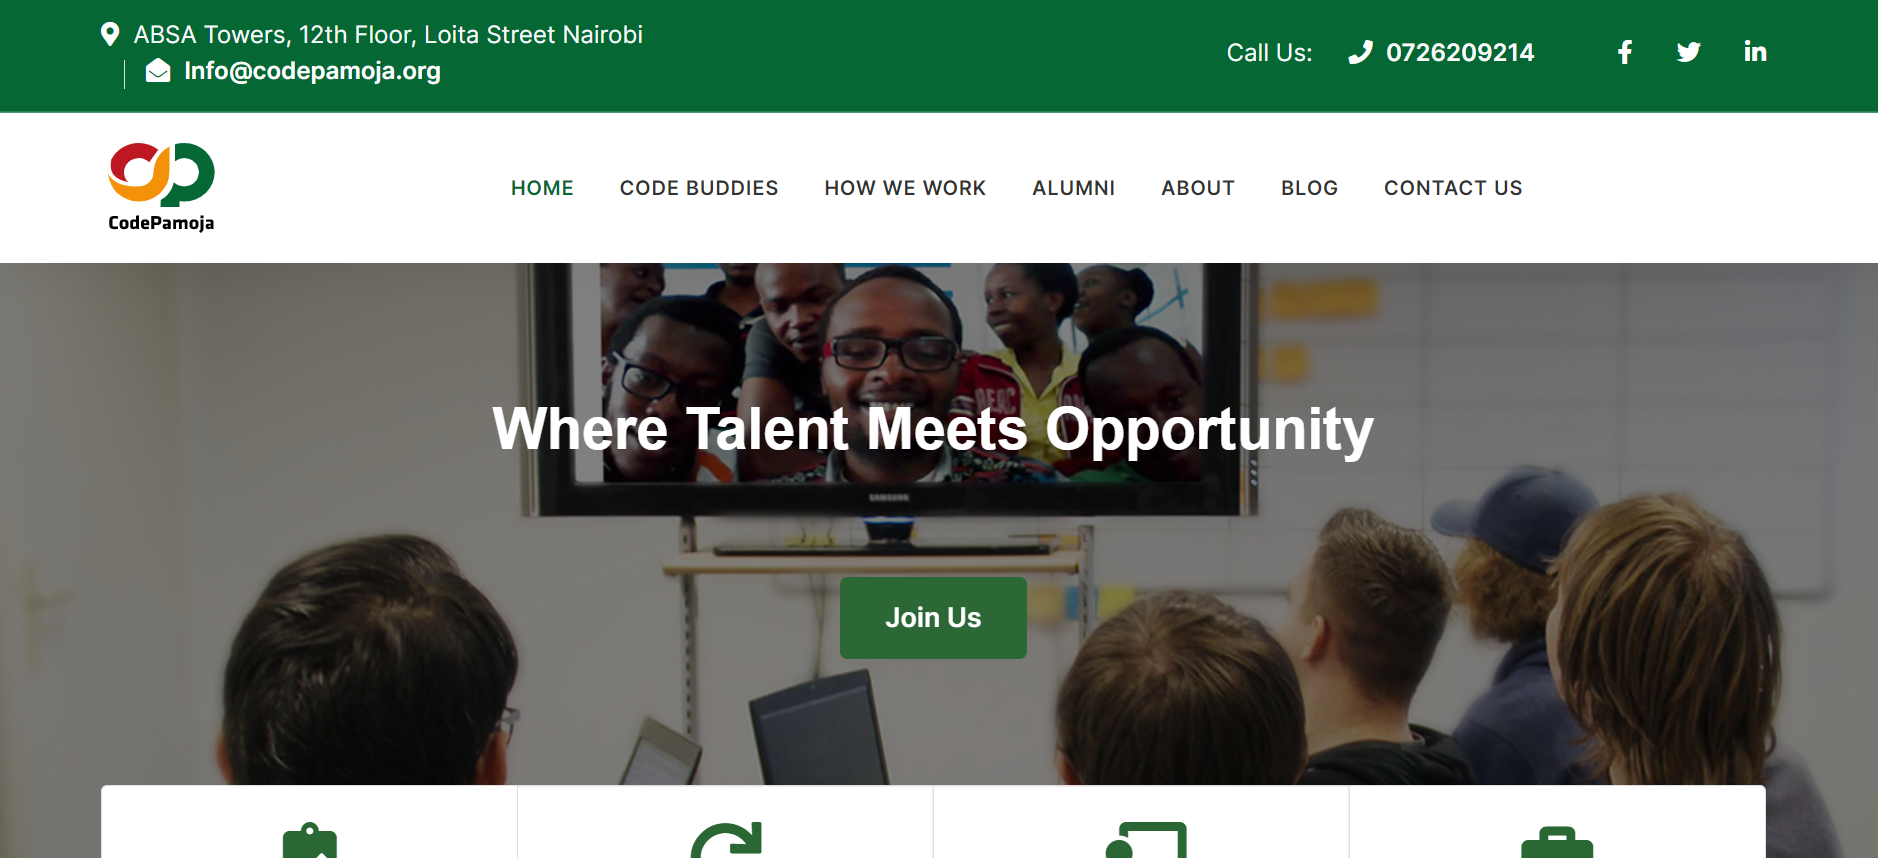 ABSA Towers, 12th Floor, Loita Street Nairobi
Info@codepamoja.org
Call Us: 0726209214
CodePamoja
HOME CODE BUDDIES HOW WE WORK ALUMNI ABOUT BLOG CONTACT US
Where Talent Meets Opportunity
SAMSUNG
Join Us